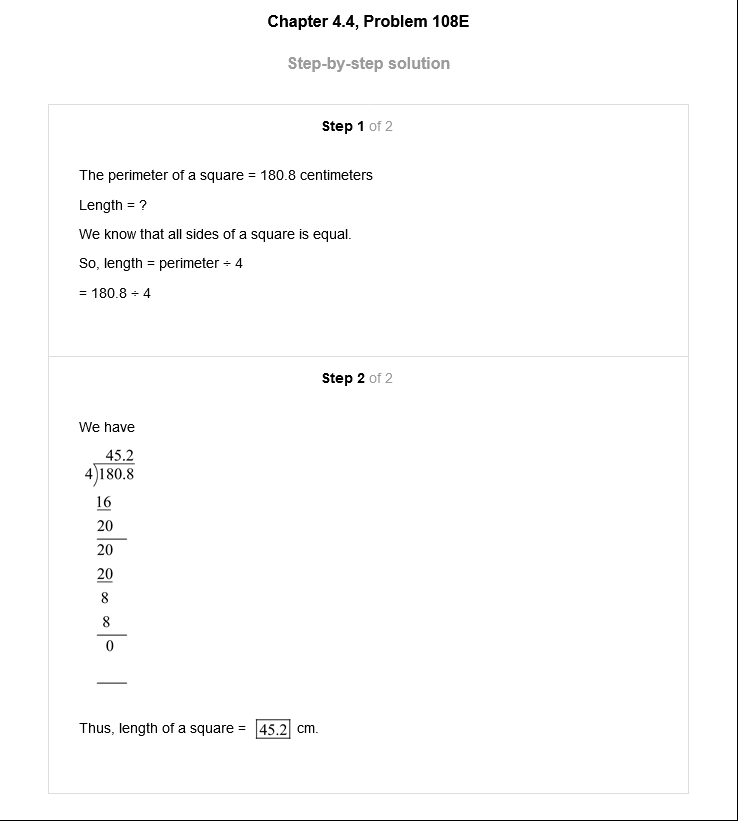 Chapter 4.4, Problem 108E
Step-by-step solution
Step 1 of 2
The perimeter of a square = 180.8 centimeters
Length = ?
We know that all sides of a square is equal.
So, length = perimeter ÷ 4
= 180.8 ÷ 4
Step 2 of 2
We have
45.2
4)180.8
16
20
20
20
8
8
0
Thus, length of a square = 45.2 cm.